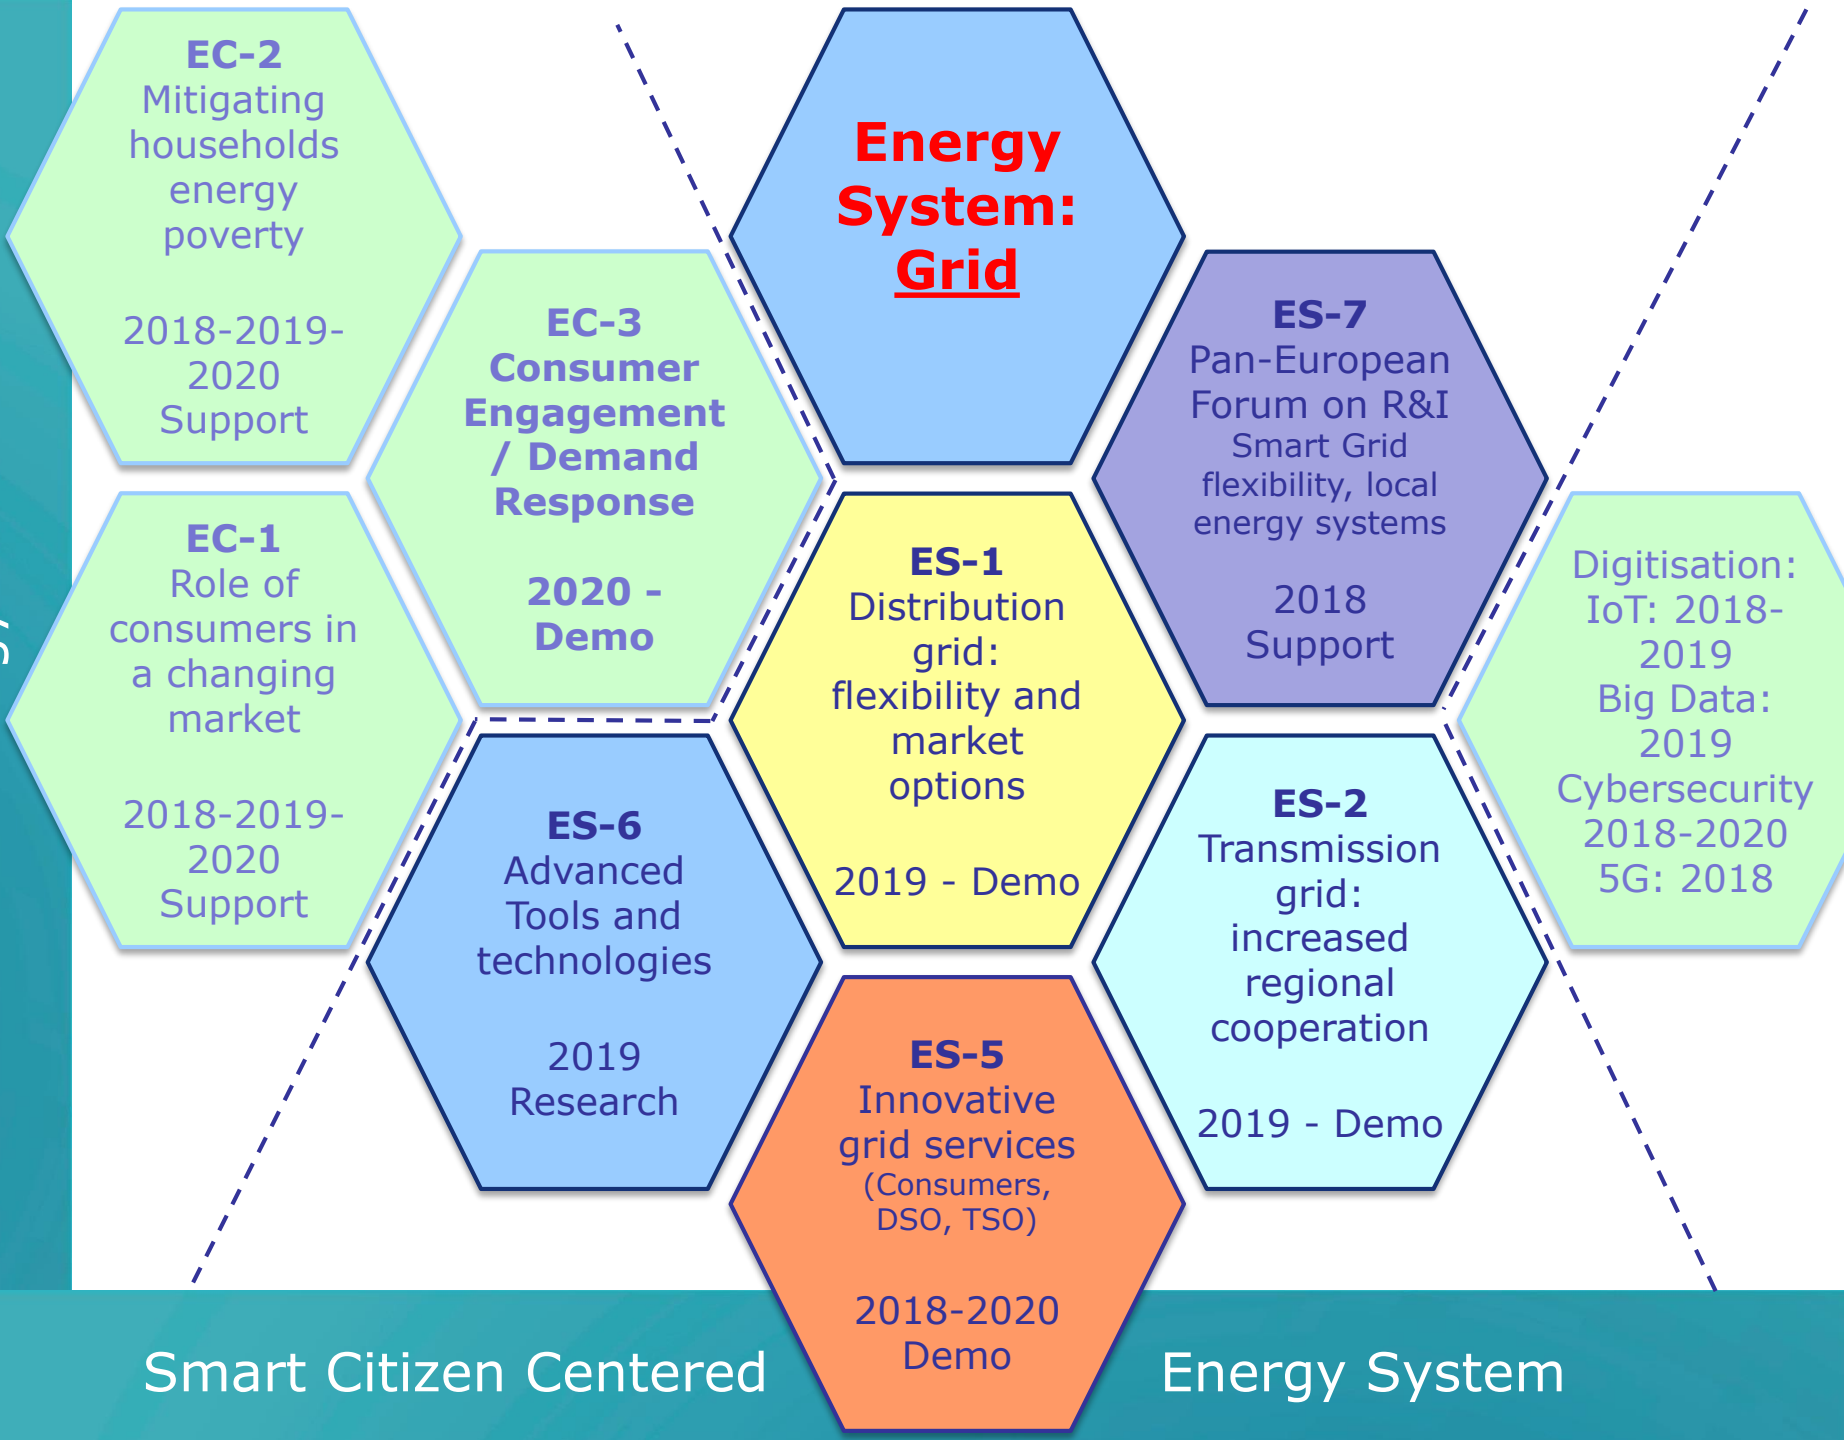 EC-2
Mitigating
households
energy
poverty
2018-2019-
2020
Support
EC-1
Role of
consumers in
a changing
market
2018-2019-
2020
Support
EC-3
Consumer
Engagement
/ Demand
Response
2020 -
Demo
ES-6
Advanced
Tools and
technologies
2019
Research
Energy
System:
Grid
ES-1
Distribution
grid:
flexibility and
market
options
2019 - Demo
ES-5
Innovative
grid services
(Consumers,
DSO, TSO)
2018-2020
Demo
ES-7
Pan-European
Forum on R&I
Smart Grid
flexibility, local
energy systems
2018
Support
ES-2
Transmission
grid:
increased
regional
cooperation
2019 - Demo
Digitisation:
IoT: 2018-
2019
Big Data:
2019
Cybersecurity
2018-2020
5G: 2018
Smart Citizen Centered
Energy System